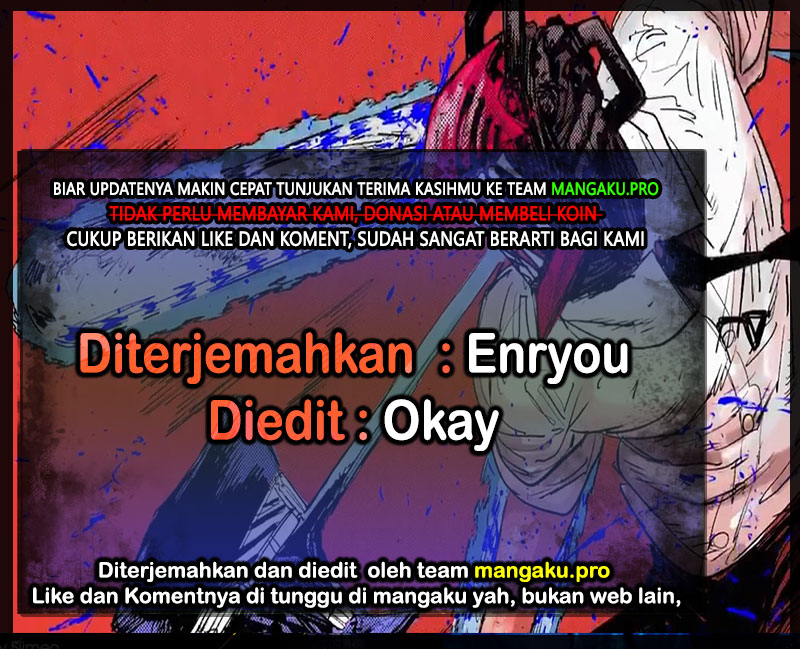 BIAR UPDATENYA MAKIN CEPAT TUNJUKAN TERIMA KASIHMU KE TEAM MANGAKU.PRO
TIDAK PERLU MEMBAYAR KAMI, DONASI ATAU MEMBELI KOIN
CUKUP BERIKAN LIKE DAN KOMENT, SUDAH SANGAT BERARTI BAGI KAMI
Diterjemahkan : Enryou
Diedit : Okay
Diterjemahkan dan diedit oleh team mangaku.pro
Like dan Komentnya di tunggu di mangaku yah, bukan web lain,